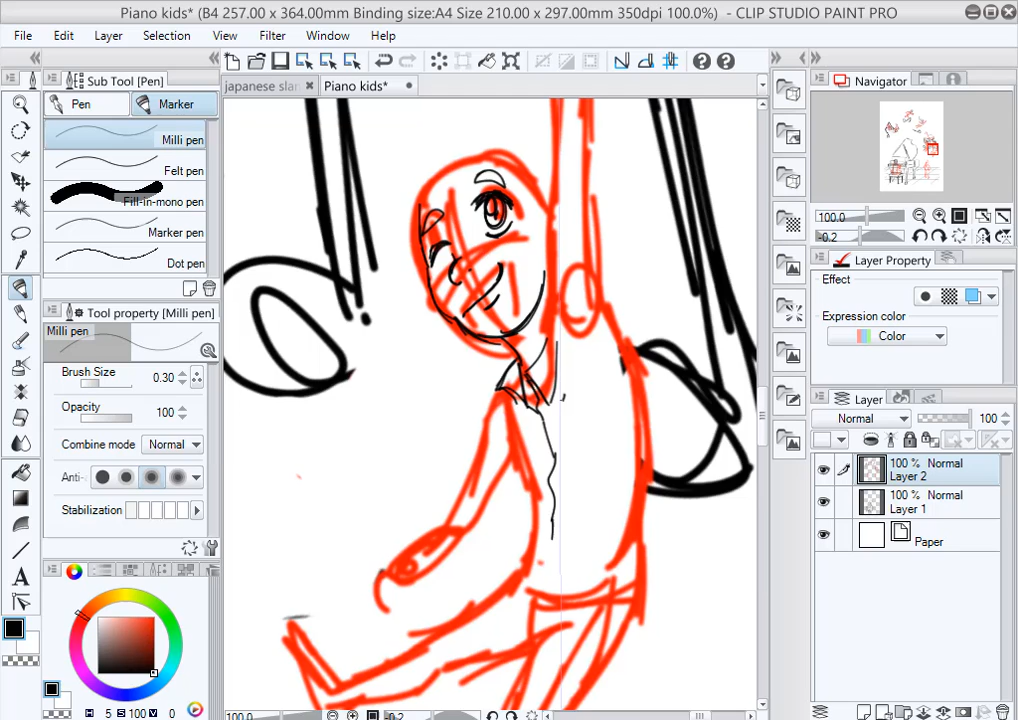 Piano kids* (B4 257.00 x 364.00mm Binding size:A4 Size 210.00 x 297.00mm 350dpi 100.0%) - CLIP STUDIO PAINT PRO
File Edit Layer Selection View Filter Window Help
Sub Tool [Pen]
japanese slar Piano kids*
Navigator
Pen Marker
Milli pen
Felt pen
Fill-in-mono pen
Marker pen
Dot pen
100.0
-0.2
Layer Property
Effect
Expression color
Color
Tool property [Milli pen]
Milli pen
Brush Size 0.30
Opacity 100
Combine mode Normal
Anti-
Stabilization
Layer
Normal 100
100 % Normal
Layer 2
100 % Normal
Layer 1
Paper
H 5 S 100 V 0
100.0 -0.2